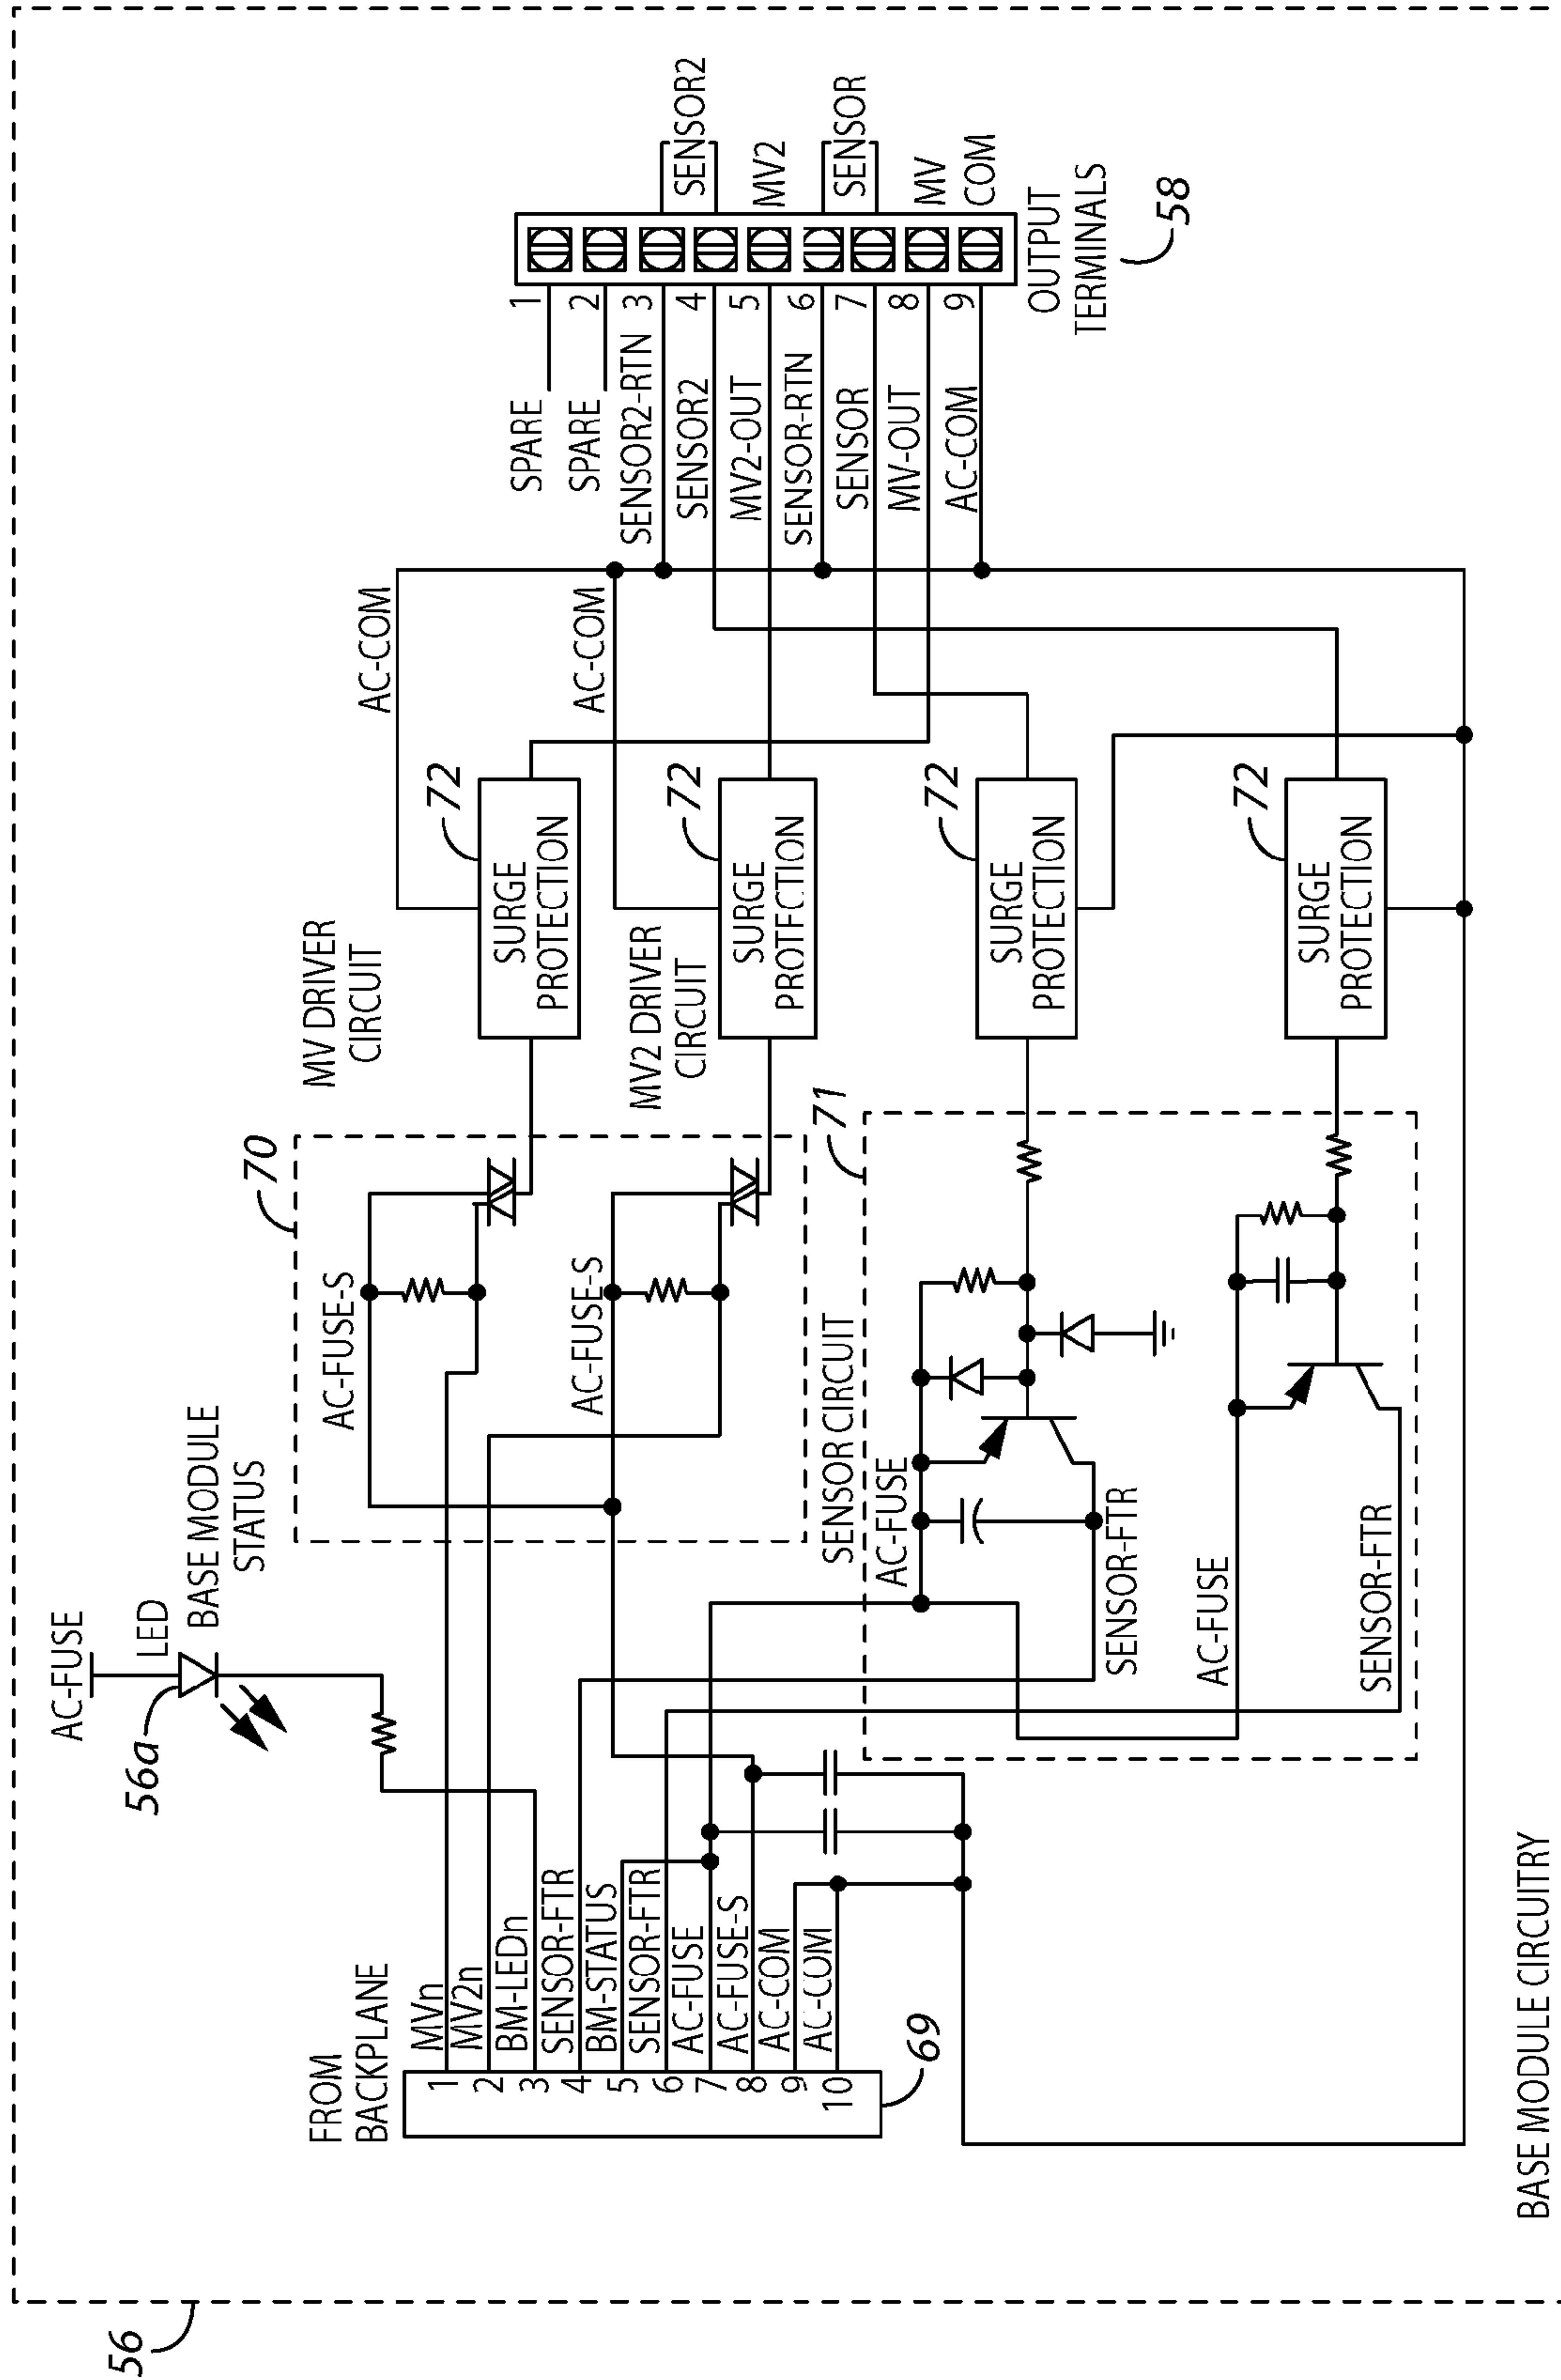 56
AC-FUSE
LED
56a
BASE MODULE
STATUS
FROM
BACKPLANE
MVn
MV2n
BM-LEDn
SENSOR-FTR
BM-STATUS
SENSOR-FTR
AC-FUSE
AC-FUSE-S
AC-COM
AC-COM
1
2
3
4
5
6
7
8
9
10
69
70
AC-FUSE-S
AC-FUSE-S
MV DRIVER
CIRCUIT
MV2 DRIVER
CIRCUIT
SENSOR CIRCUIT
71
AC-FUSE
SENSOR-FTR
AC-FUSE
SENSOR-FTR
72
SURGE
PROTECTION
72
SURGE
PROTECTION
72
SURGE
PROTECTION
72
SURGE
PROTECTION
AC-COM
AC-COM
SPARE
SPARE
SENSOR2-RTN
SENSOR2
MV2-OUT
SENSOR-RTN
SENSOR
MV-OUT
AC-COM
1
2
3
4
5
6
7
8
9
SENSOR2
MV2
SENSOR
MV
COM
OUTPUT
TERMINALS
58
BASE MODULE CIRCUITRY